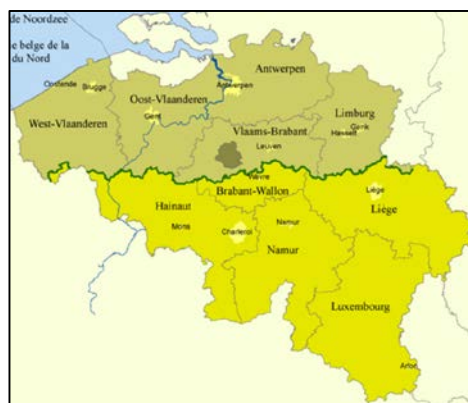 de Noordzee
e belge de la
du Nord
Antwerpen
Oostende
Brugge
Oost-Vlaanderen
Antwerpen
West-Vlaanderen
Gent
Limburg
Vlaams-Brabant
Genk
Hasselt
Leuven
Wavre
Brabant-Wallon
Liège
Hainaut
Liège
Mons
Charleroi
Namur
Namur
Luxembourg
Arlon